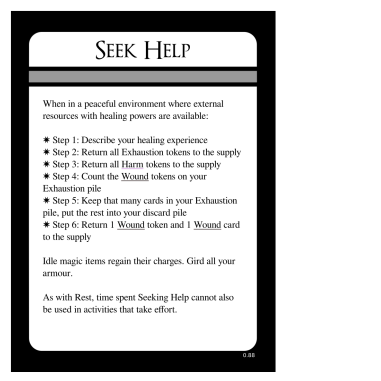 SEEK HELP
When in a peaceful environment where external
resources with healing powers are available:
✷ Step 1: Describe your healing experience
✷ Step 2: Return all Exhaustion tokens to the supply
✷ Step 3: Return all Harm tokens to the supply
✷ Step 4: Count the Wound tokens on your
Exhaustion pile
✷ Step 5: Keep that many cards in your Exhaustion
pile, put the rest into your discard pile
✷ Step 6: Return 1 Wound token and 1 Wound card
to the supply
Idle magic items regain their charges. Gird all your
armour.
As with Rest, time spent Seeking Help cannot also
be used in activities that take effort.
0.88